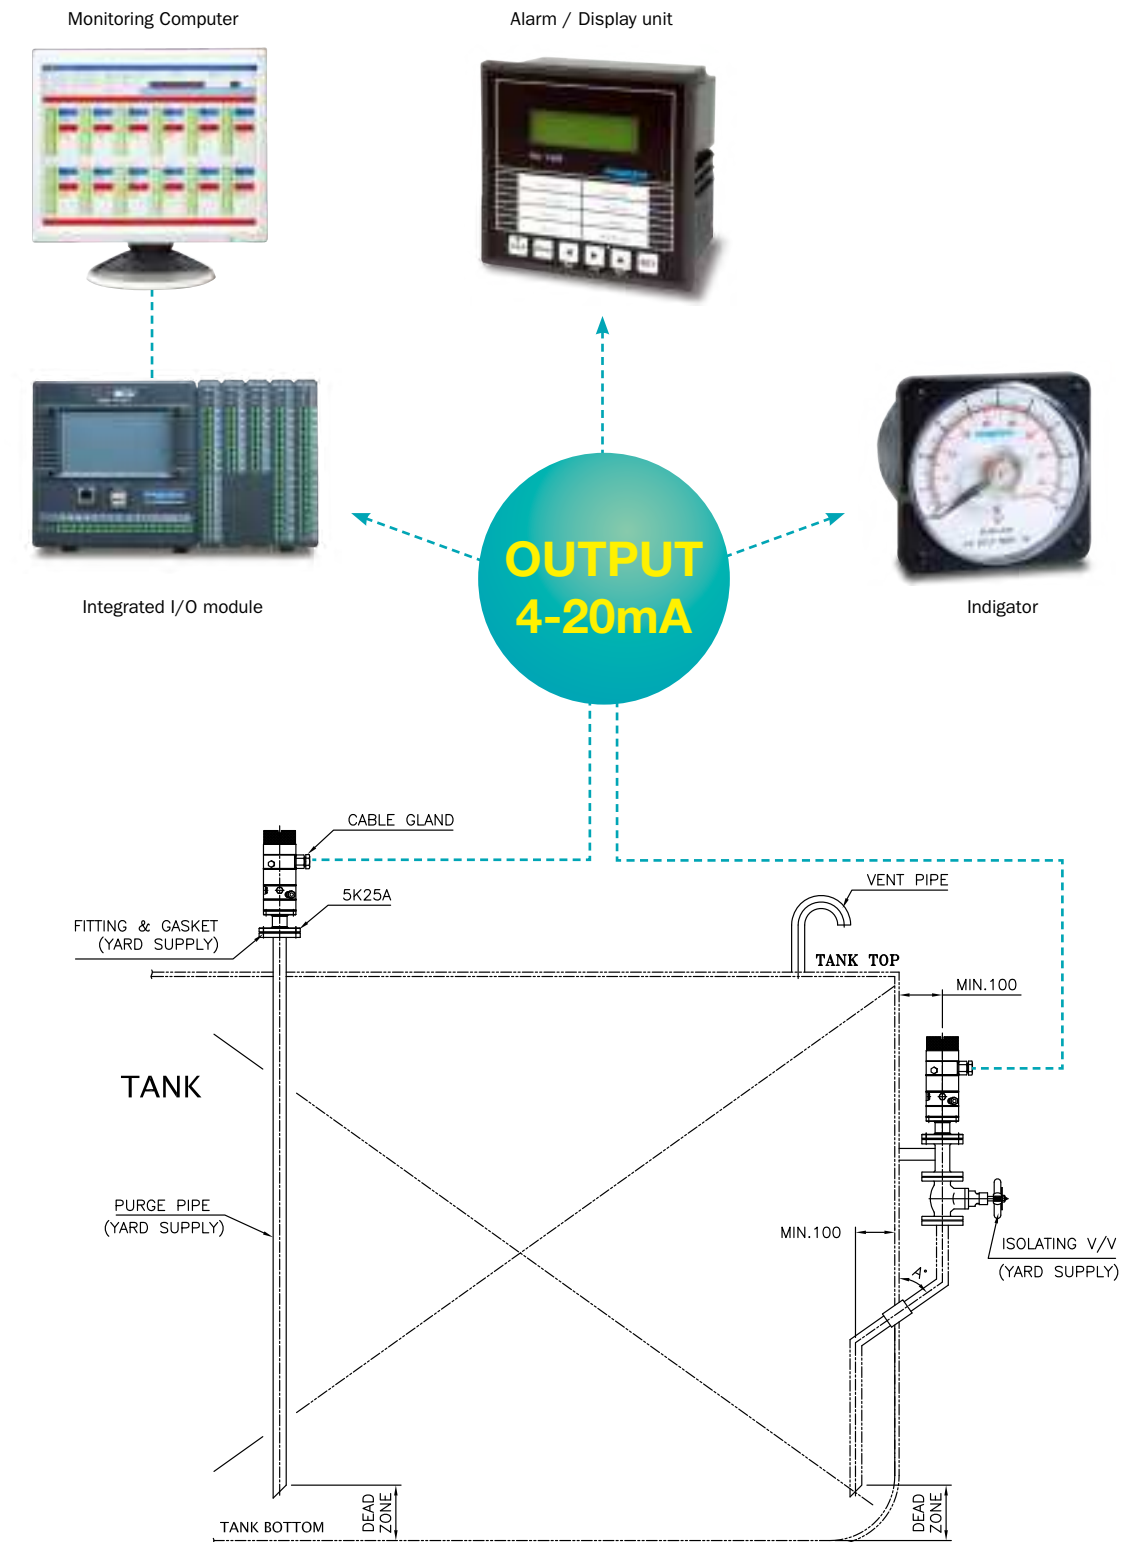 Monitoring Computer
Alarm / Display unit
Integrated I/O module
Indigator
OUTPUT
4-20mA
CABLE GLAND
5K25A
FITTING & GASKET
(YARD SUPPLY)
VENT PIPE
TANK TOP
MIN.100
TANK
PURGE PIPE
(YARD SUPPLY)
MIN.100
A°
ISOLATING V/V
(YARD SUPPLY)
DEAD
ZONE
DEAD
ZONE
TANK BOTTOM